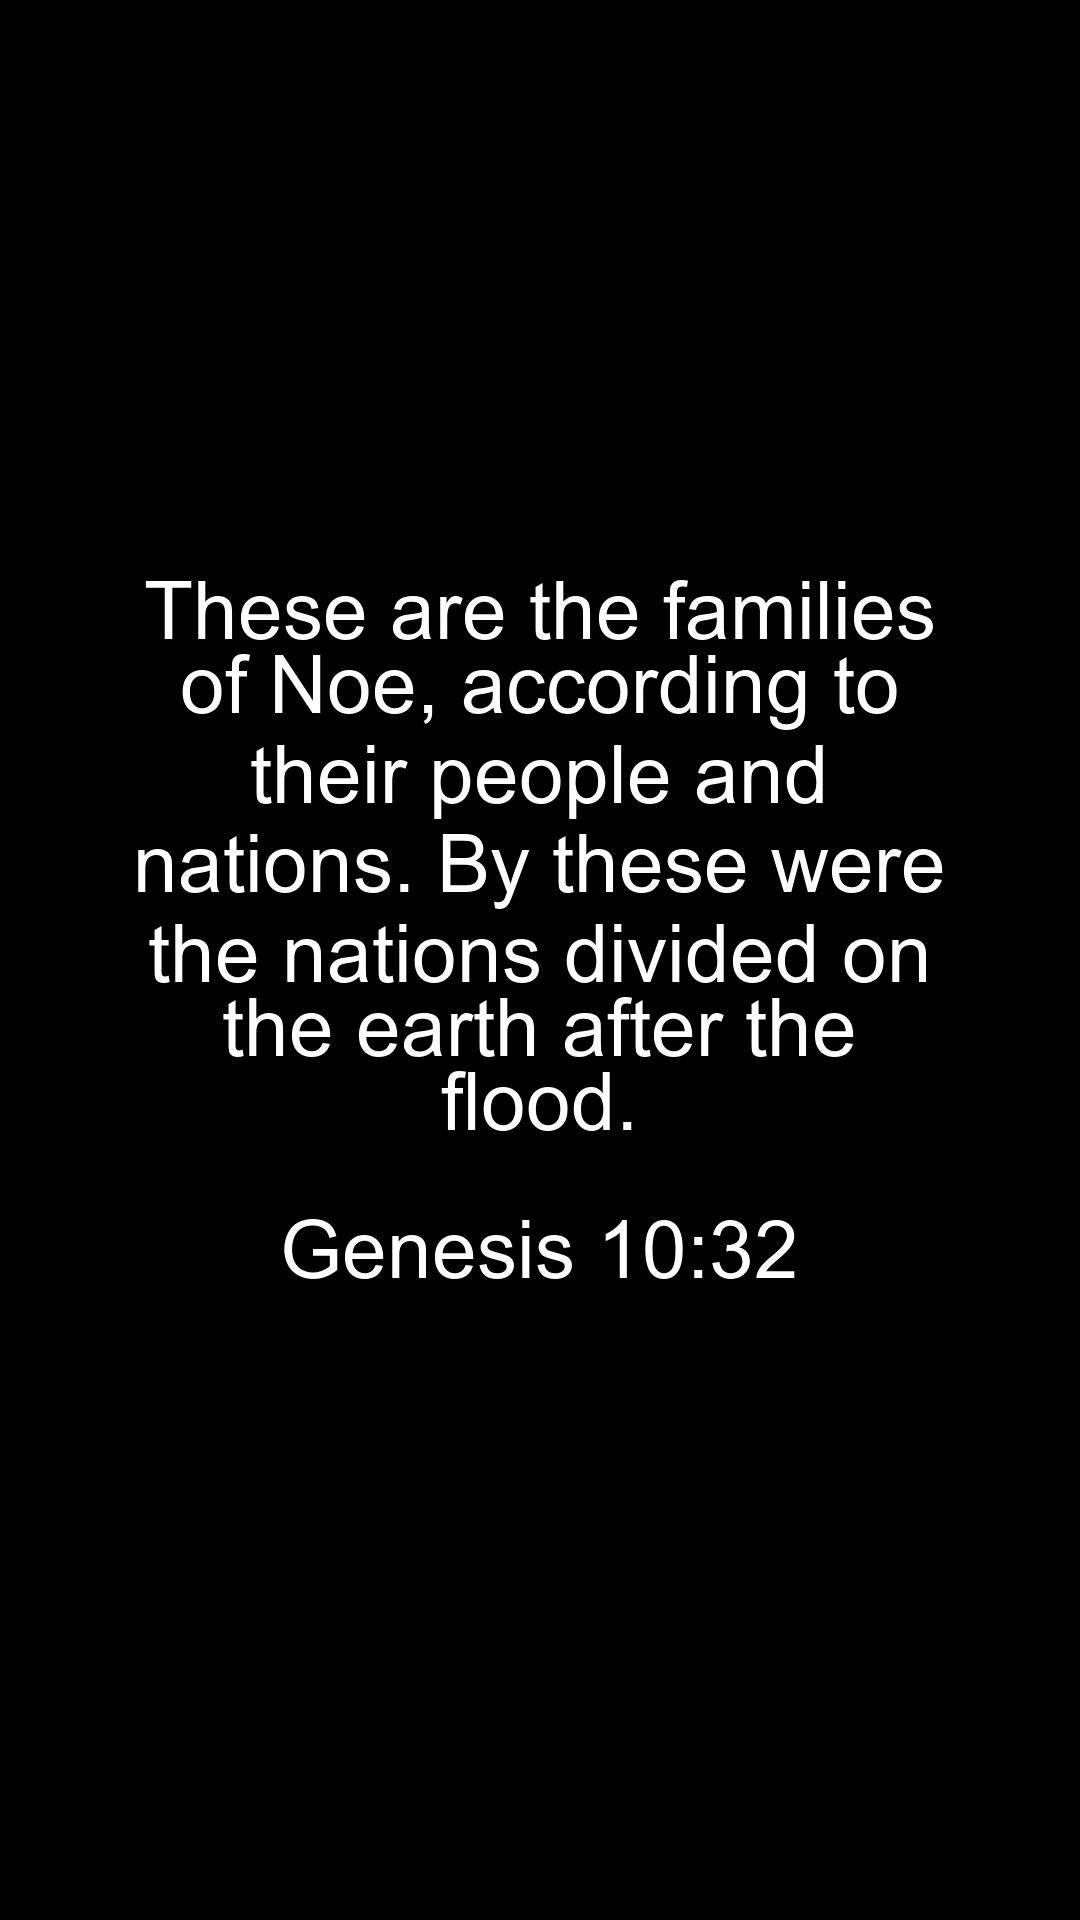 These are the families
of Noe, according to
their people and
nations. By these were
the nations divided on
the earth after the
flood.
Genesis 10:32